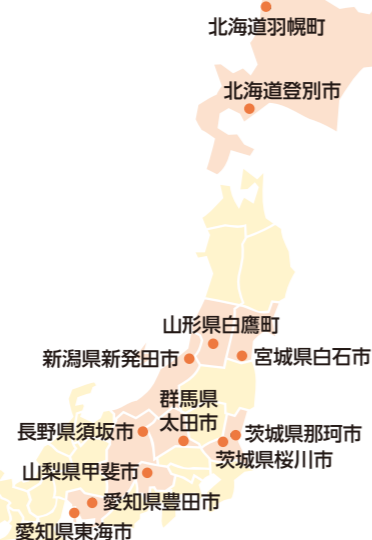 北海道羽幌町
北海道登別市
山形県白鷹町
新潟県新発田市
宮城県白石市
群馬県
太田市
長野県須坂市
茨城県那珂市
茨城県桜川市
山梨県甲斐市
愛知県豊田市
愛知県東海市